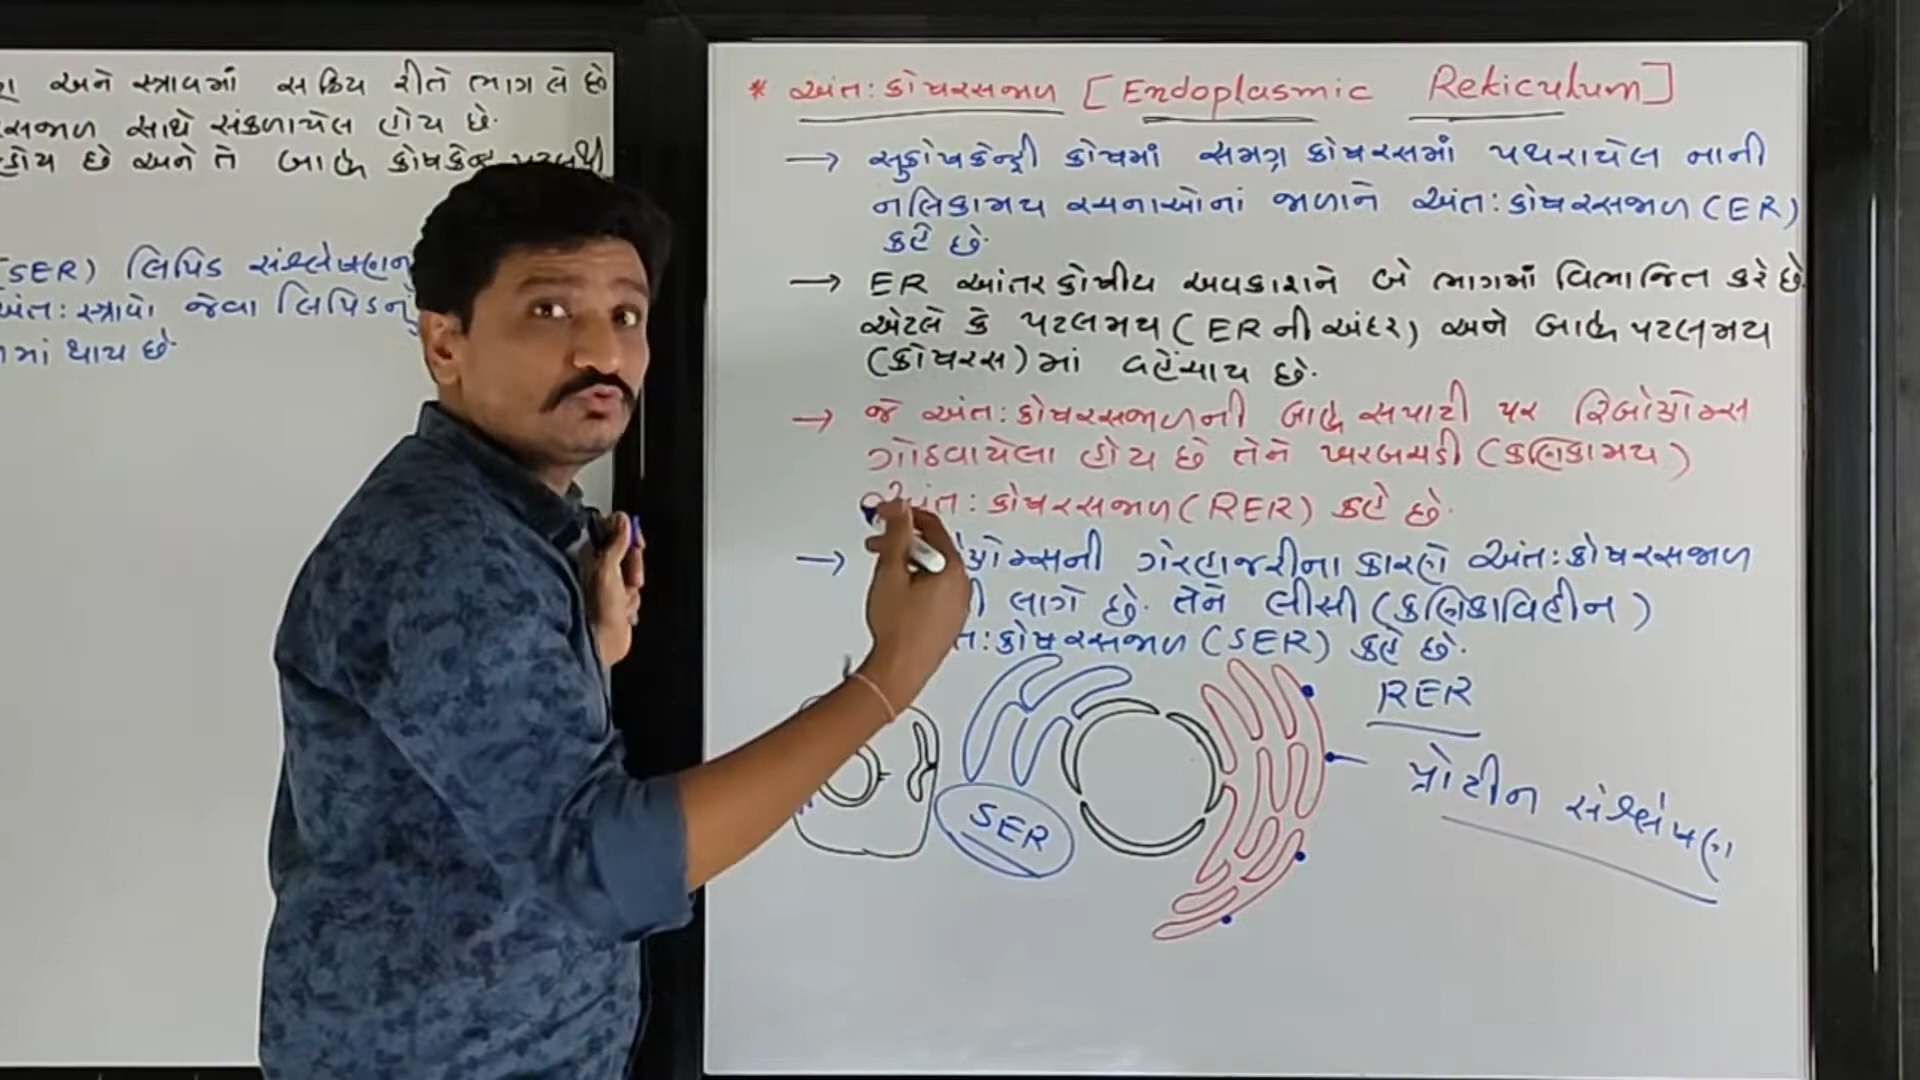 અને સ્ત્રાવમાં સક્રિય રીતે ભાગ લે છે
સાથે સંકળાયેલ હોય છે.
હોય છે અને તે બાહ્ય કોષકેન્દ્ર પટલથી
(SER) લિપિડ સંશ્લેષણનું
અંત:સ્ત્રાવો જેવા લિપિડનું
માં થાય છે
* અંત:કોષરસજાળ [Endoplasmic Reticulum]
→ સુકોષકેન્દ્રી કોષમાં સમગ્ર કોષરસમાં પથરાયેલ નાની
નલિકામય રચનાઓનાં જાળને અંત:કોષરસજાળ (ER)
કહે છે.
→ ER આંતરકોષીય અવકાશને બે ભાગમાં વિભાજિત કરે છે.
એટલે કે પટલમય (ER ની અંદર) અને બાહ્ય પટલમય
(કોષરસ) માં વહેંચાય છે.
→ જે અંત:કોષરસજાળની બાહ્ય સપાટી પર રિબોઝોમ્સ
ગોઠવાયેલા હોય છે તેને ખરબચડી (કણિકામય)
અંત:કોષરસજાળ (RER) કહે છે.
→ ગેરહાજરીના કારણે અંત:કોષરસજાળ
લાગે છે. તેને લીસી (કણિકાવિહીન)
કોષરસજાળ (SER) કહે છે.
RER
પ્રોટીન સંશ્લેષણ
SER